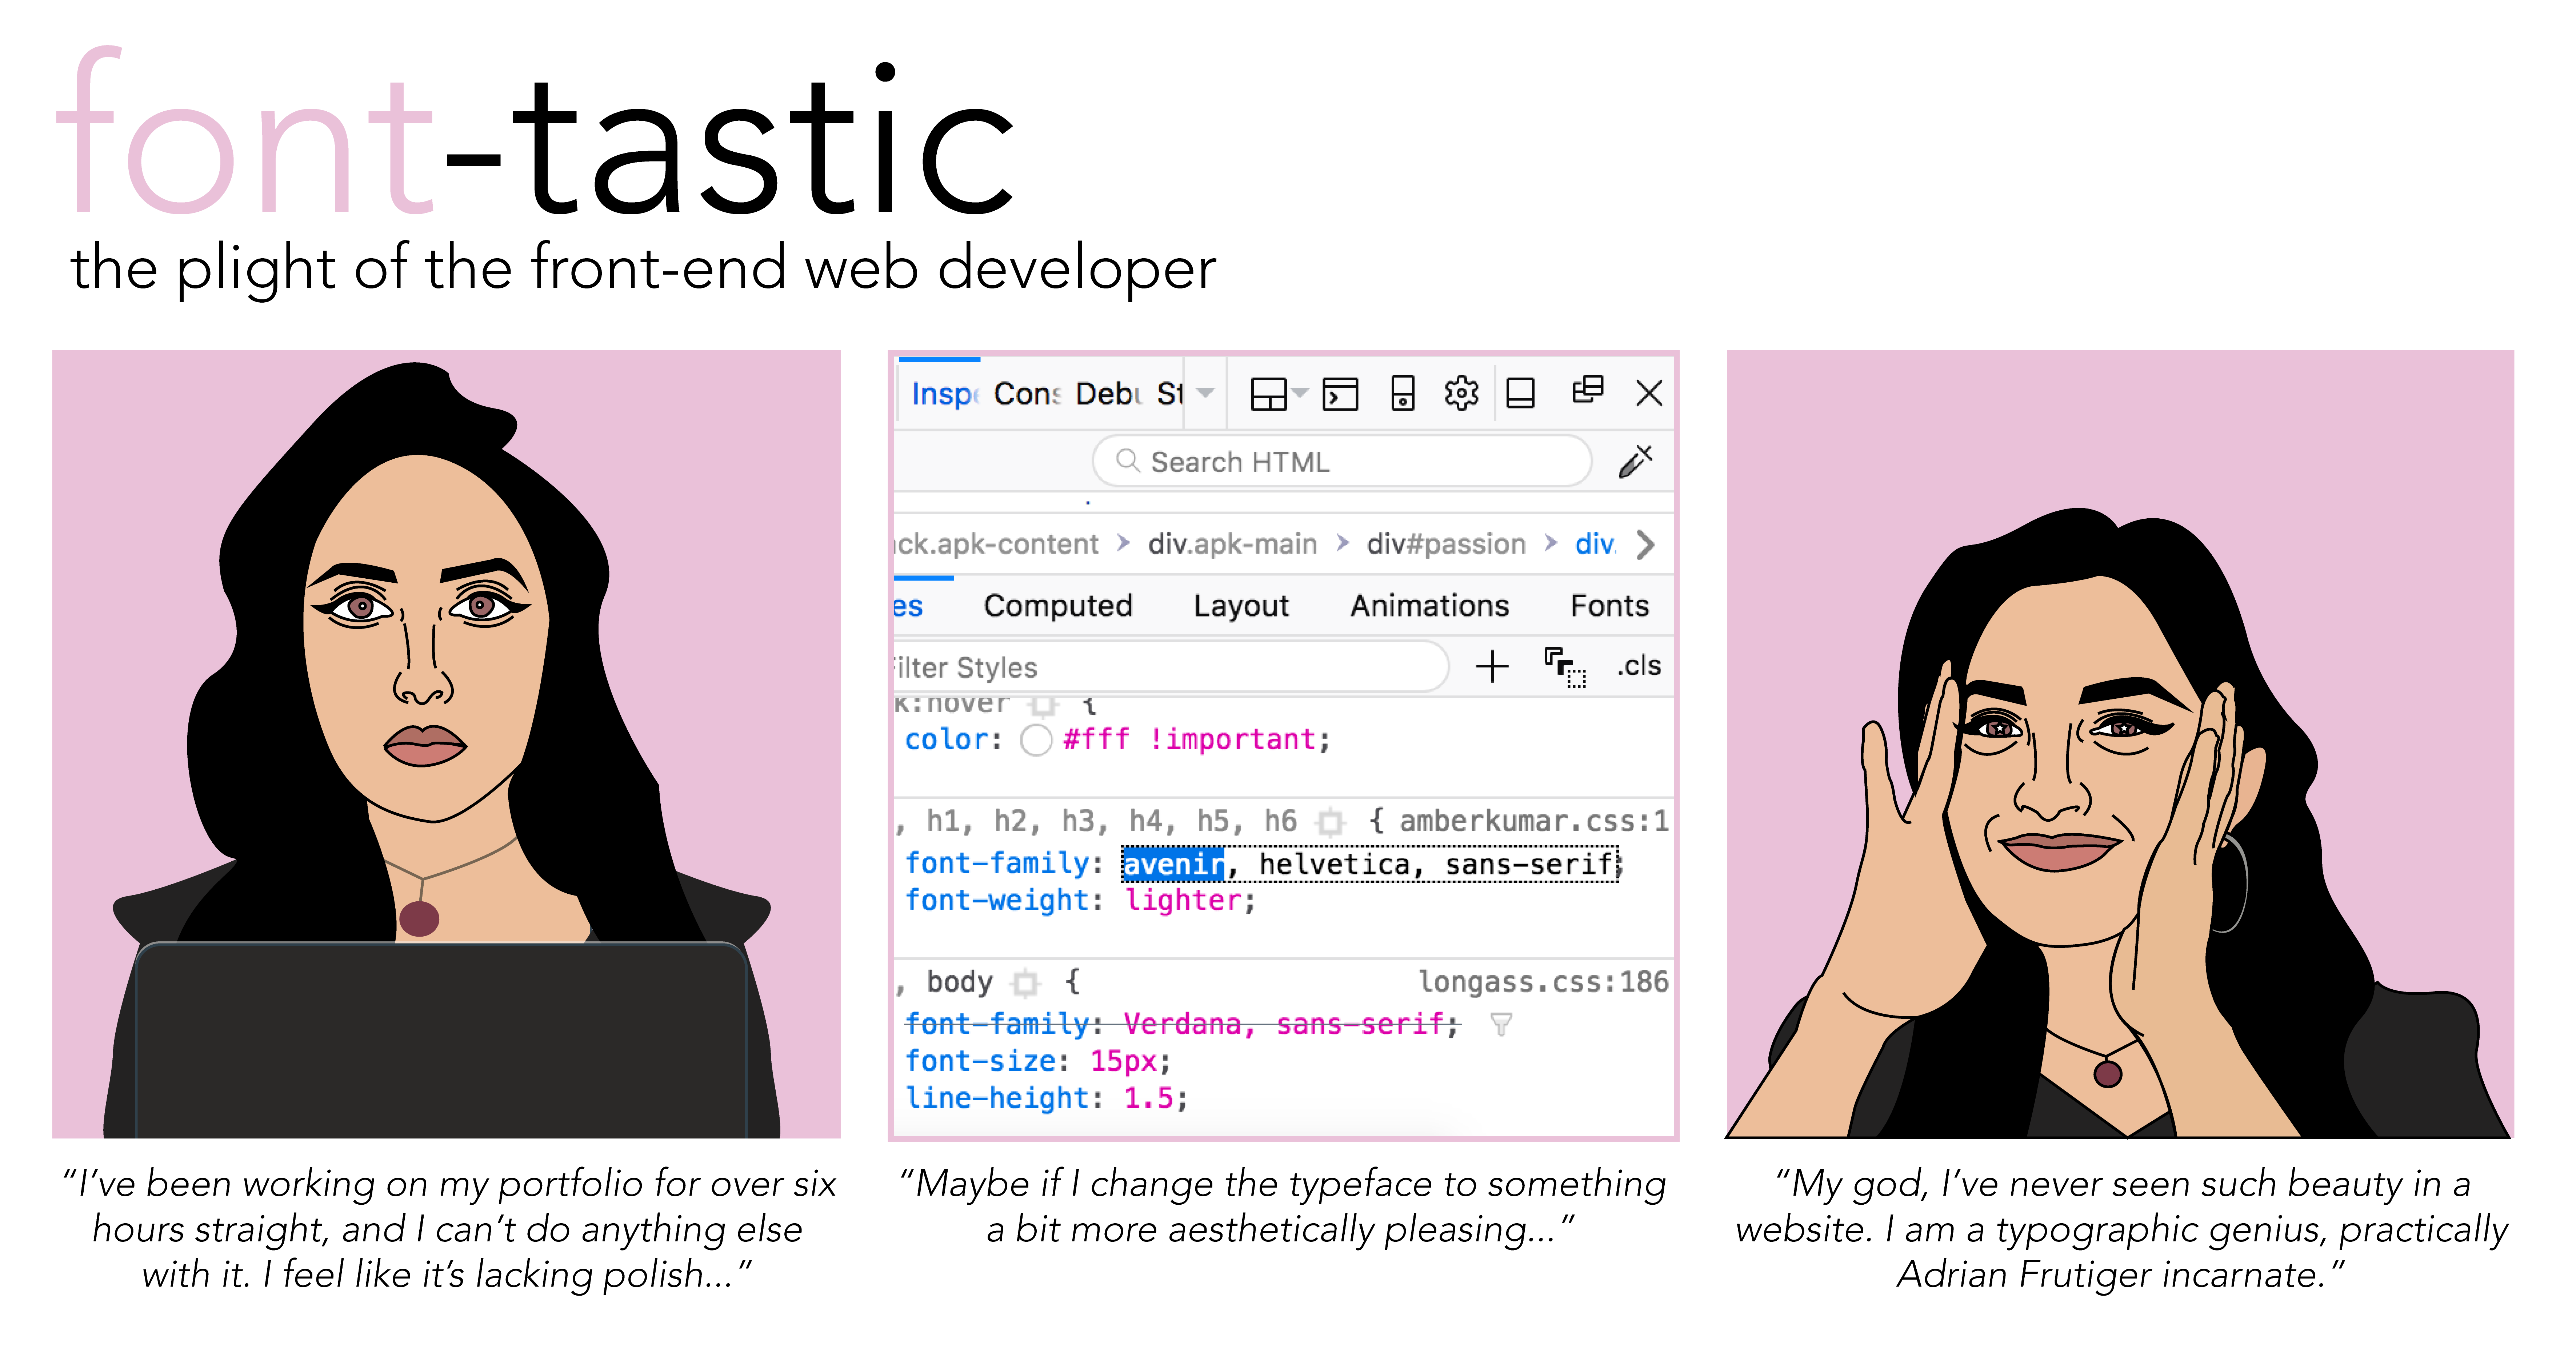 font-tastic
the plight of the front-end web developer
Insp Cons Debu St
Search HTML
ck.apk-content div.apk-main div#passion div.
es Computed Layout Animations Fonts
ilter Styles .cls
k:hover {
color: #fff !important;
, h1, h2, h3, h4, h5, h6 { amberkumar.css:1
font-family: avenir, helvetica, sans-serif;
font-weight: lighter;
, body { longass.css:186
font-family: Verdana, sans-serif;
font-size: 15px;
line-height: 1.5;
“I’ve been working on my portfolio for over six
hours straight, and I can’t do anything else
with it. I feel like it’s lacking polish...”
“Maybe if I change the typeface to something
a bit more aesthetically pleasing...”
“My god, I’ve never seen such beauty in a
website. I am a typographic genius, practically
Adrian Frutiger incarnate.”